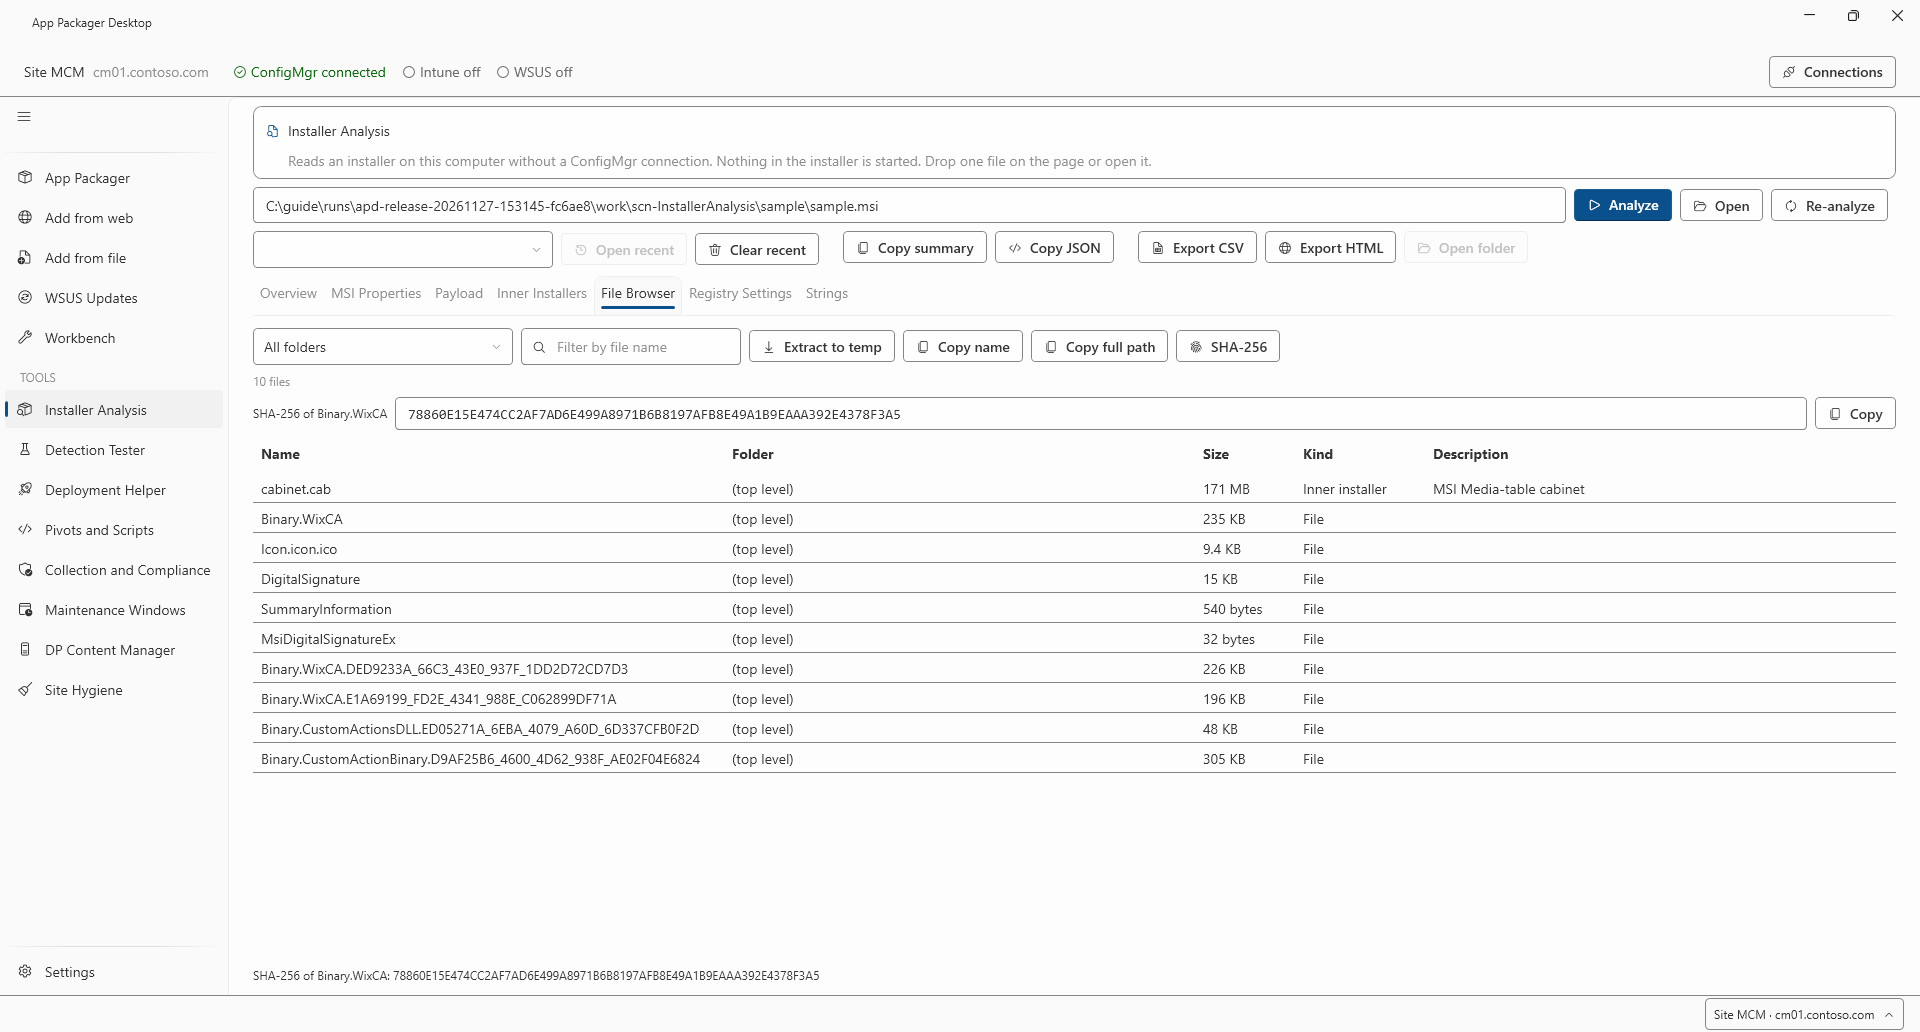 App Packager Desktop
Site MCM cm01.contoso.com ConfigMgr connected Intune off WSUS off Connections
Installer Analysis
Reads an installer on this computer without a ConfigMgr connection. Nothing in the installer is started. Drop one file on the page or open it.
App Packager
Add from web
Add from file
WSUS Updates
Workbench
TOOLS
Installer Analysis
Detection Tester
Deployment Helper
Pivots and Scripts
Collection and Compliance
Maintenance Windows
DP Content Manager
Site Hygiene
Settings
C:\guide\runs\apd-release-20261127-153145-fc6ae8\work\scn-InstallerAnalysis\sample\sample.msi Analyze Open Re-analyze
Open recent Clear recent Copy summary Copy JSON Export CSV Export HTML Open folder
Overview MSI Properties Payload Inner Installers File Browser Registry Settings Strings
All folders Filter by file name Extract to temp Copy name Copy full path SHA-256
10 files
SHA-256 of Binary.WixCA 78860E15E474CC2AF7AD6E499A8971B6B8197AFB8E49A1B9EAAA392E4378F3A5 Copy
Name Folder Size Kind Description
cabinet.cab (top level) 171 MB Inner installer MSI Media-table cabinet
Binary.WixCA (top level) 235 KB File
Icon.icon.ico (top level) 9.4 KB File
DigitalSignature (top level) 15 KB File
SummaryInformation (top level) 540 bytes File
MsiDigitalSignatureEx (top level) 32 bytes File
Binary.WixCA.DED9233A_66C3_43E0_937F_1DD2D72CD7D3 (top level) 226 KB File
Binary.WixCA.E1A69199_FD2E_4341_988E_C062899DF71A (top level) 196 KB File
Binary.CustomActionsDLL.ED05271A_6EBA_4079_A60D_6D337CFB0F2D (top level) 48 KB File
Binary.CustomActionBinary.D9AF25B6_4600_4D62_938F_AE02F04E6824 (top level) 305 KB File
SHA-256 of Binary.WixCA: 78860E15E474CC2AF7AD6E499A8971B6B8197AFB8E49A1B9EAAA392E4378F3A5
Site MCM · cm01.contoso.com